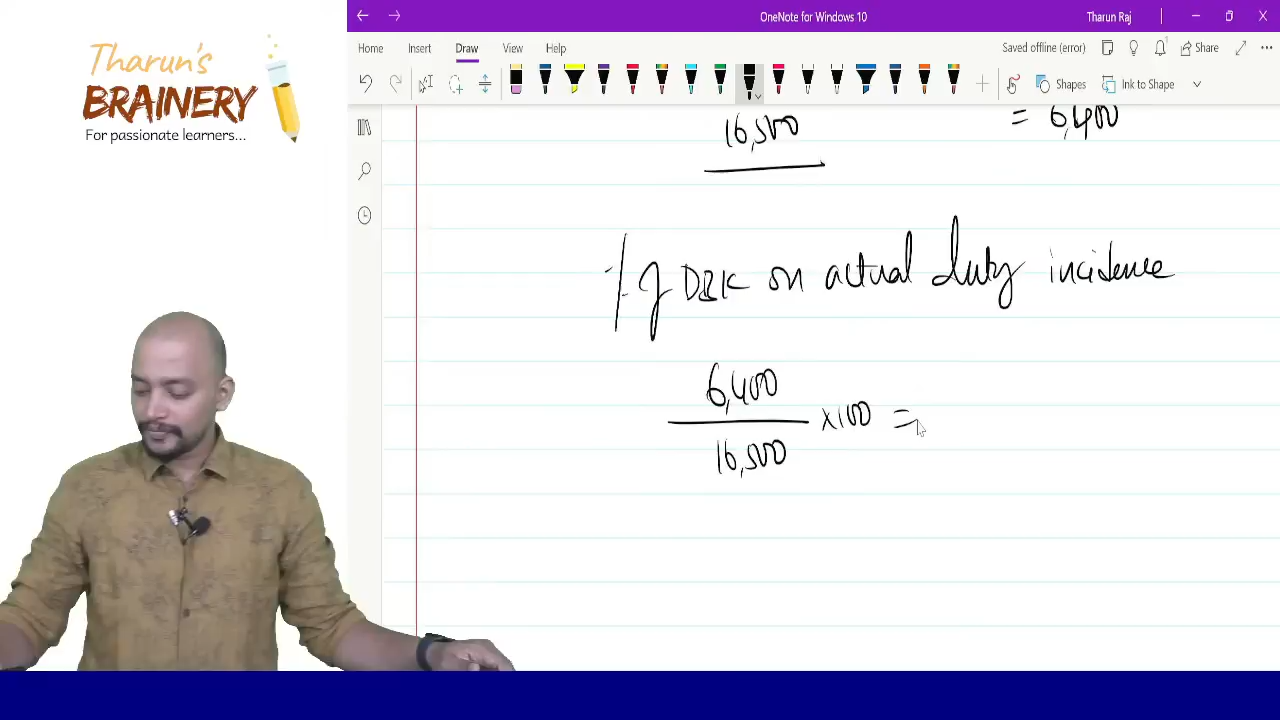 Tharun's
BRAINERY
For passionate learners...
OneNote for Windows 10
Tharun Raj
Home Insert Draw View Help
Saved offline (error)
Share
Shapes
Ink to Shape
16,500
= 6,400
% of DBK on actual duty incidence
6,400
×100 =
16,500